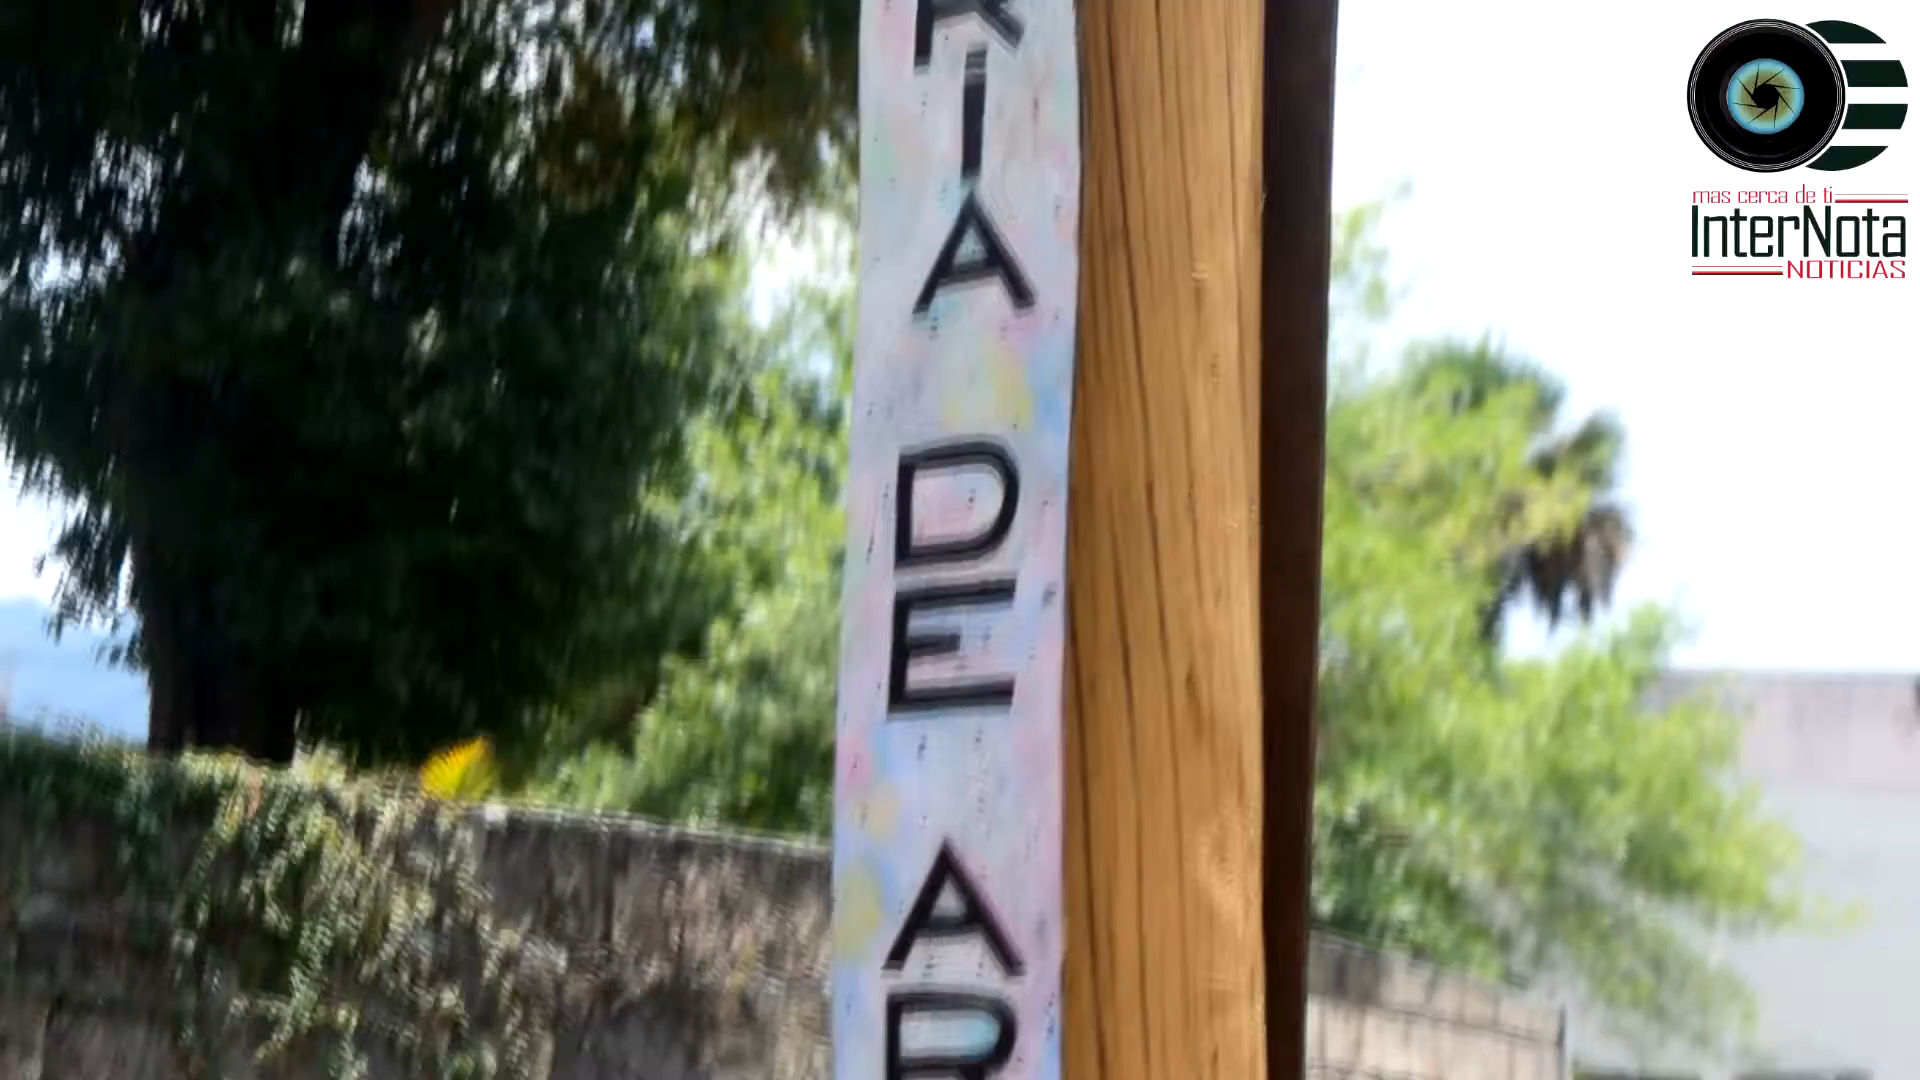 RIA
DE
AR
mas cerca de ti
InterNota
NOTICIAS